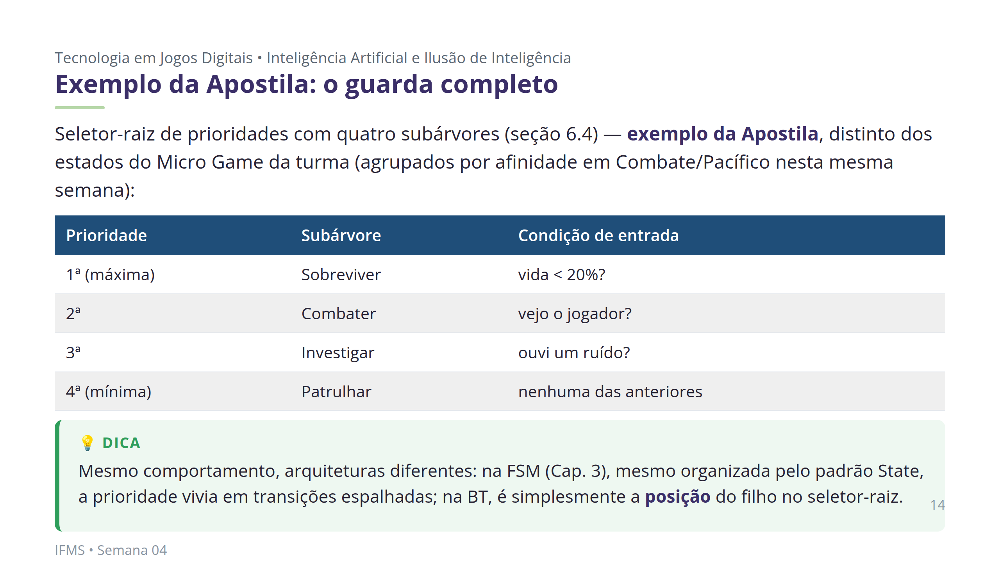 Tecnologia em Jogos Digitais • Inteligência Artificial e Ilusão de Inteligência
Exemplo da Apostila: o guarda completo
Seletor-raiz de prioridades com quatro subárvores (seção 6.4) — exemplo da Apostila, distinto dos
estados do Micro Game da turma (agrupados por afinidade em Combate/Pacífico nesta mesma
semana):
Prioridade Subárvore Condição de entrada
1ª (máxima) Sobreviver vida < 20%?
2ª Combater vejo o jogador?
3ª Investigar ouvi um ruído?
4ª (mínima) Patrulhar nenhuma das anteriores
💡 DICA
Mesmo comportamento, arquiteturas diferentes: na FSM (Cap. 3), mesmo organizada pelo padrão State,
a prioridade vivia em transições espalhadas; na BT, é simplesmente a posição do filho no seletor-raiz.
14
IFMS • Semana 04